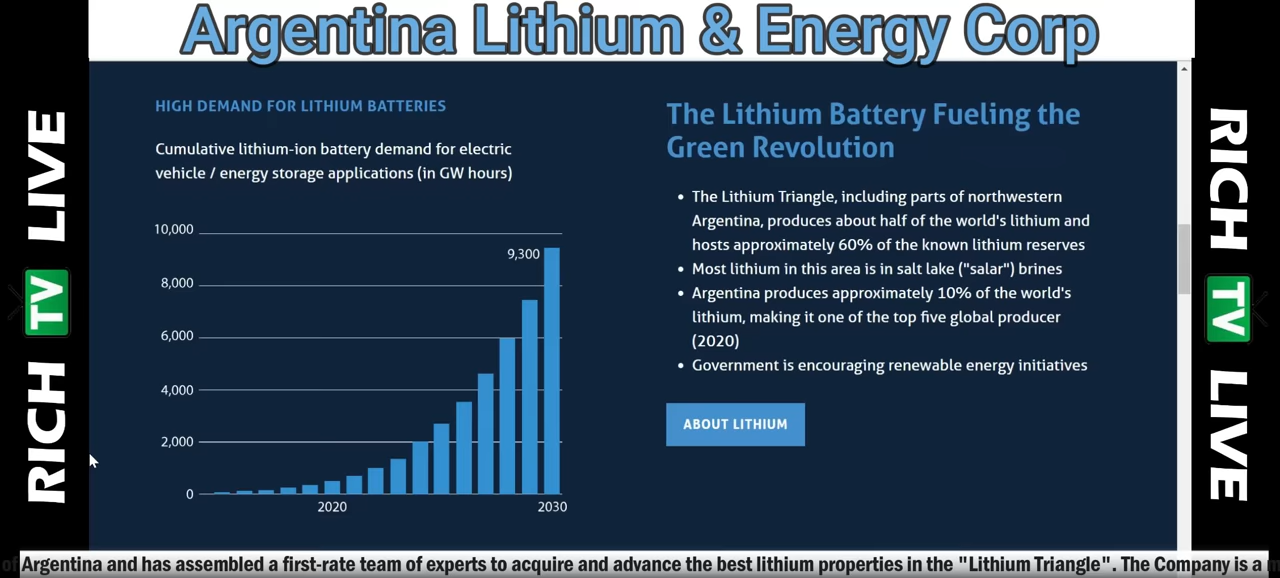 Argentina Lithium & Energy Corp
RICH TV LIVE
RICH TV LIVE
HIGH DEMAND FOR LITHIUM BATTERIES
Cumulative lithium-ion battery demand for electric
vehicle / energy storage applications (in GW hours)
10,000
9,300
8,000
6,000
4,000
2,000
0
2020
2030
The Lithium Battery Fueling the
Green Revolution
• The Lithium Triangle, including parts of northwestern
Argentina, produces about half of the world's lithium and
hosts approximately 60% of the known lithium reserves
• Most lithium in this area is in salt lake ("salar") brines
• Argentina produces approximately 10% of the world's
lithium, making it one of the top five global producer
(2020)
• Government is encouraging renewable energy initiatives
ABOUT LITHIUM
of Argentina and has assembled a first-rate team of experts to acquire and advance the best lithium properties in the "Lithium Triangle". The Company is a